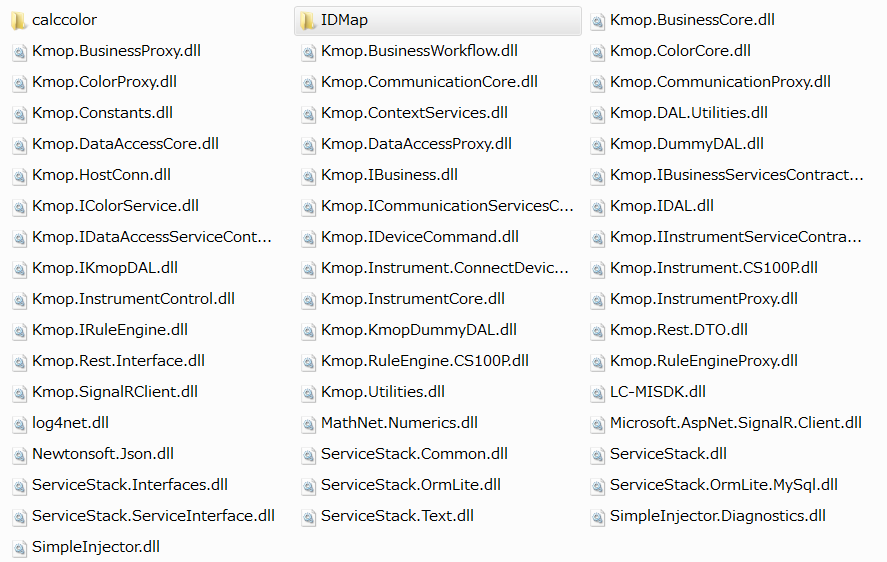 calccolor
IDMap
Kmop.BusinessCore.dll
Kmop.BusinessProxy.dll
Kmop.BusinessWorkflow.dll
Kmop.ColorCore.dll
Kmop.ColorProxy.dll
Kmop.CommunicationCore.dll
Kmop.CommunicationProxy.dll
Kmop.Constants.dll
Kmop.ContextServices.dll
Kmop.DAL.Utilities.dll
Kmop.DataAccessCore.dll
Kmop.DataAccessProxy.dll
Kmop.DummyDAL.dll
Kmop.HostConn.dll
Kmop.IBusiness.dll
Kmop.IBusinessServicesContract...
Kmop.IColorService.dll
Kmop.ICommunicationServicesC...
Kmop.IDAL.dll
Kmop.IDataAccessServiceCont...
Kmop.IDeviceCommand.dll
Kmop.IInstrumentServiceContra...
Kmop.IKmopDAL.dll
Kmop.Instrument.ConnectDevic...
Kmop.Instrument.CS100P.dll
Kmop.InstrumentControl.dll
Kmop.InstrumentCore.dll
Kmop.InstrumentProxy.dll
Kmop.IRuleEngine.dll
Kmop.KmopDummyDAL.dll
Kmop.Rest.DTO.dll
Kmop.Rest.Interface.dll
Kmop.RuleEngine.CS100P.dll
Kmop.RuleEngineProxy.dll
Kmop.SignalRClient.dll
Kmop.Utilities.dll
LC-MISDK.dll
log4net.dll
MathNet.Numerics.dll
Microsoft.AspNet.SignalR.Client.dll
Newtonsoft.Json.dll
ServiceStack.Common.dll
ServiceStack.dll
ServiceStack.Interfaces.dll
ServiceStack.OrmLite.dll
ServiceStack.OrmLite.MySql.dll
ServiceStack.ServiceInterface.dll
ServiceStack.Text.dll
SimpleInjector.Diagnostics.dll
SimpleInjector.dll